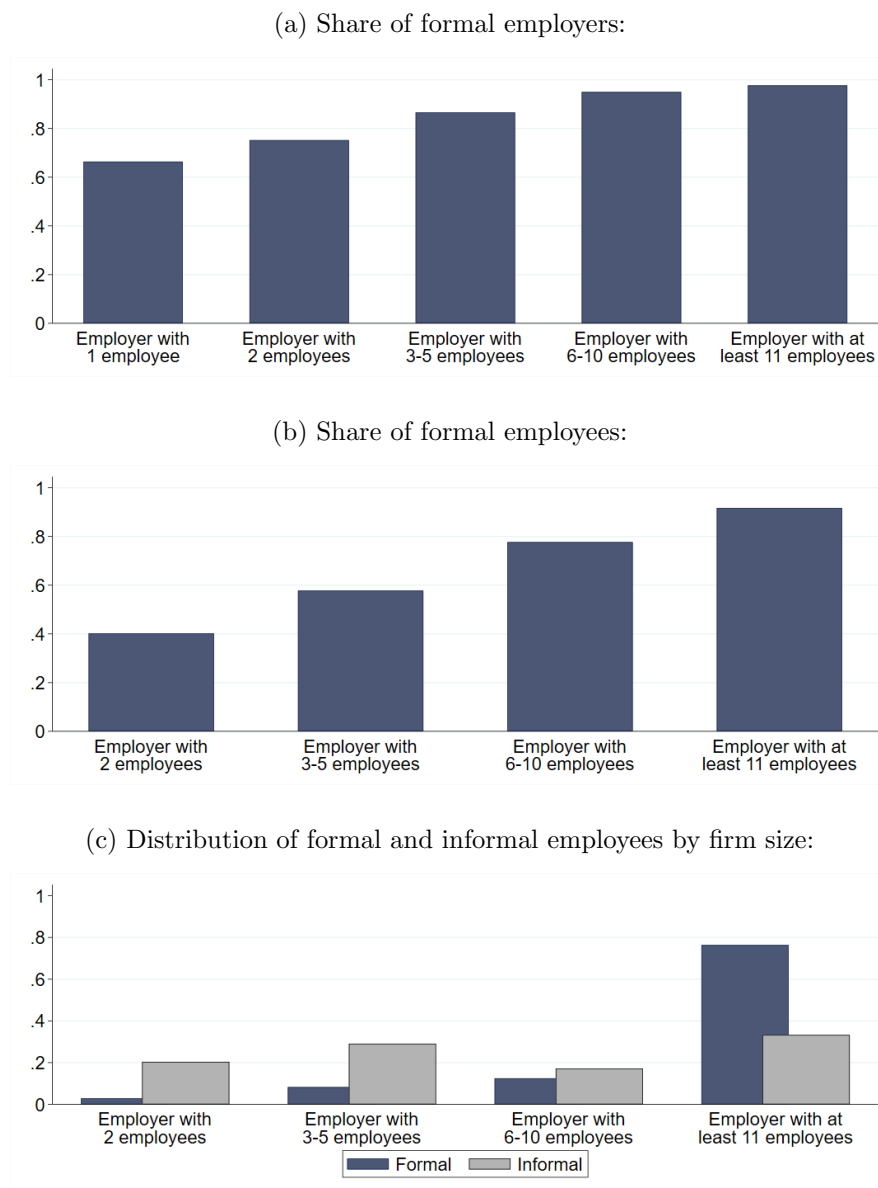 (a) Share of formal employers:
1
.8
.6
.4
.2
0
Employer with
1 employee
Employer with
2 employees
Employer with
3-5 employees
Employer with
6-10 employees
Employer with at
least 11 employees
(b) Share of formal employees:
1
.8
.6
.4
.2
0
Employer with
2 employees
Employer with
3-5 employees
Employer with
6-10 employees
Employer with at
least 11 employees
(c) Distribution of formal and informal employees by firm size:
1
.8
.6
.4
.2
0
Employer with
2 employees
Employer with
3-5 employees
Employer with
6-10 employees
Employer with at
least 11 employees
Formal
Informal